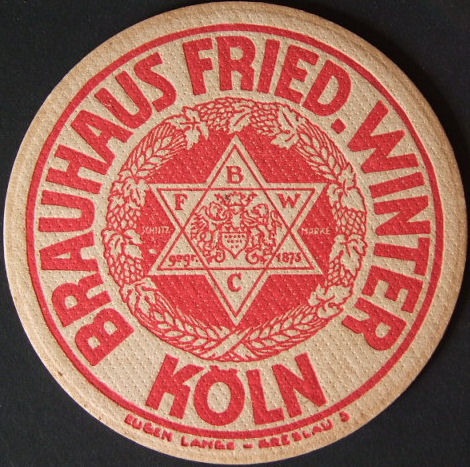 BRAUHAUS FRIED. WINTER
KÖLN
B
F W
SCHUTZ MARKE
gegr. 1875
C
EUGEN LANGE - BRESLAU 5